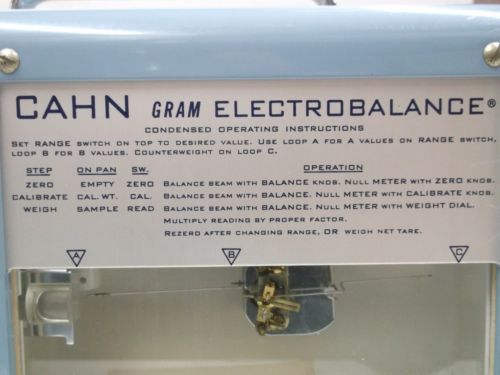 CAHN GRAM ELECTROBALANCE®
CONDENSED OPERATING INSTRUCTIONS
SET RANGE SWITCH ON TOP TO DESIRED VALUE. USE LOOP A FOR A VALUES ON RANGE SWITCH,
LOOP B FOR B VALUES. COUNTERWEIGHT ON LOOP C.
STEP ON PAN SW. OPERATION
ZERO EMPTY ZERO BALANCE BEAM WITH BALANCE KNOB. NULL METER WITH ZERO KNOB.
CALIBRATE CAL. WT. CAL. BALANCE BEAM WITH BALANCE. NULL METER WITH CALIBRATE KNOB.
WEIGH SAMPLE READ BALANCE BEAM WITH BALANCE. NULL METER WITH WEIGHT DIAL.
MULTIPLY READING BY PROPER FACTOR.
REZERO AFTER CHANGING RANGE, OR WEIGH NET TARE.
A B C